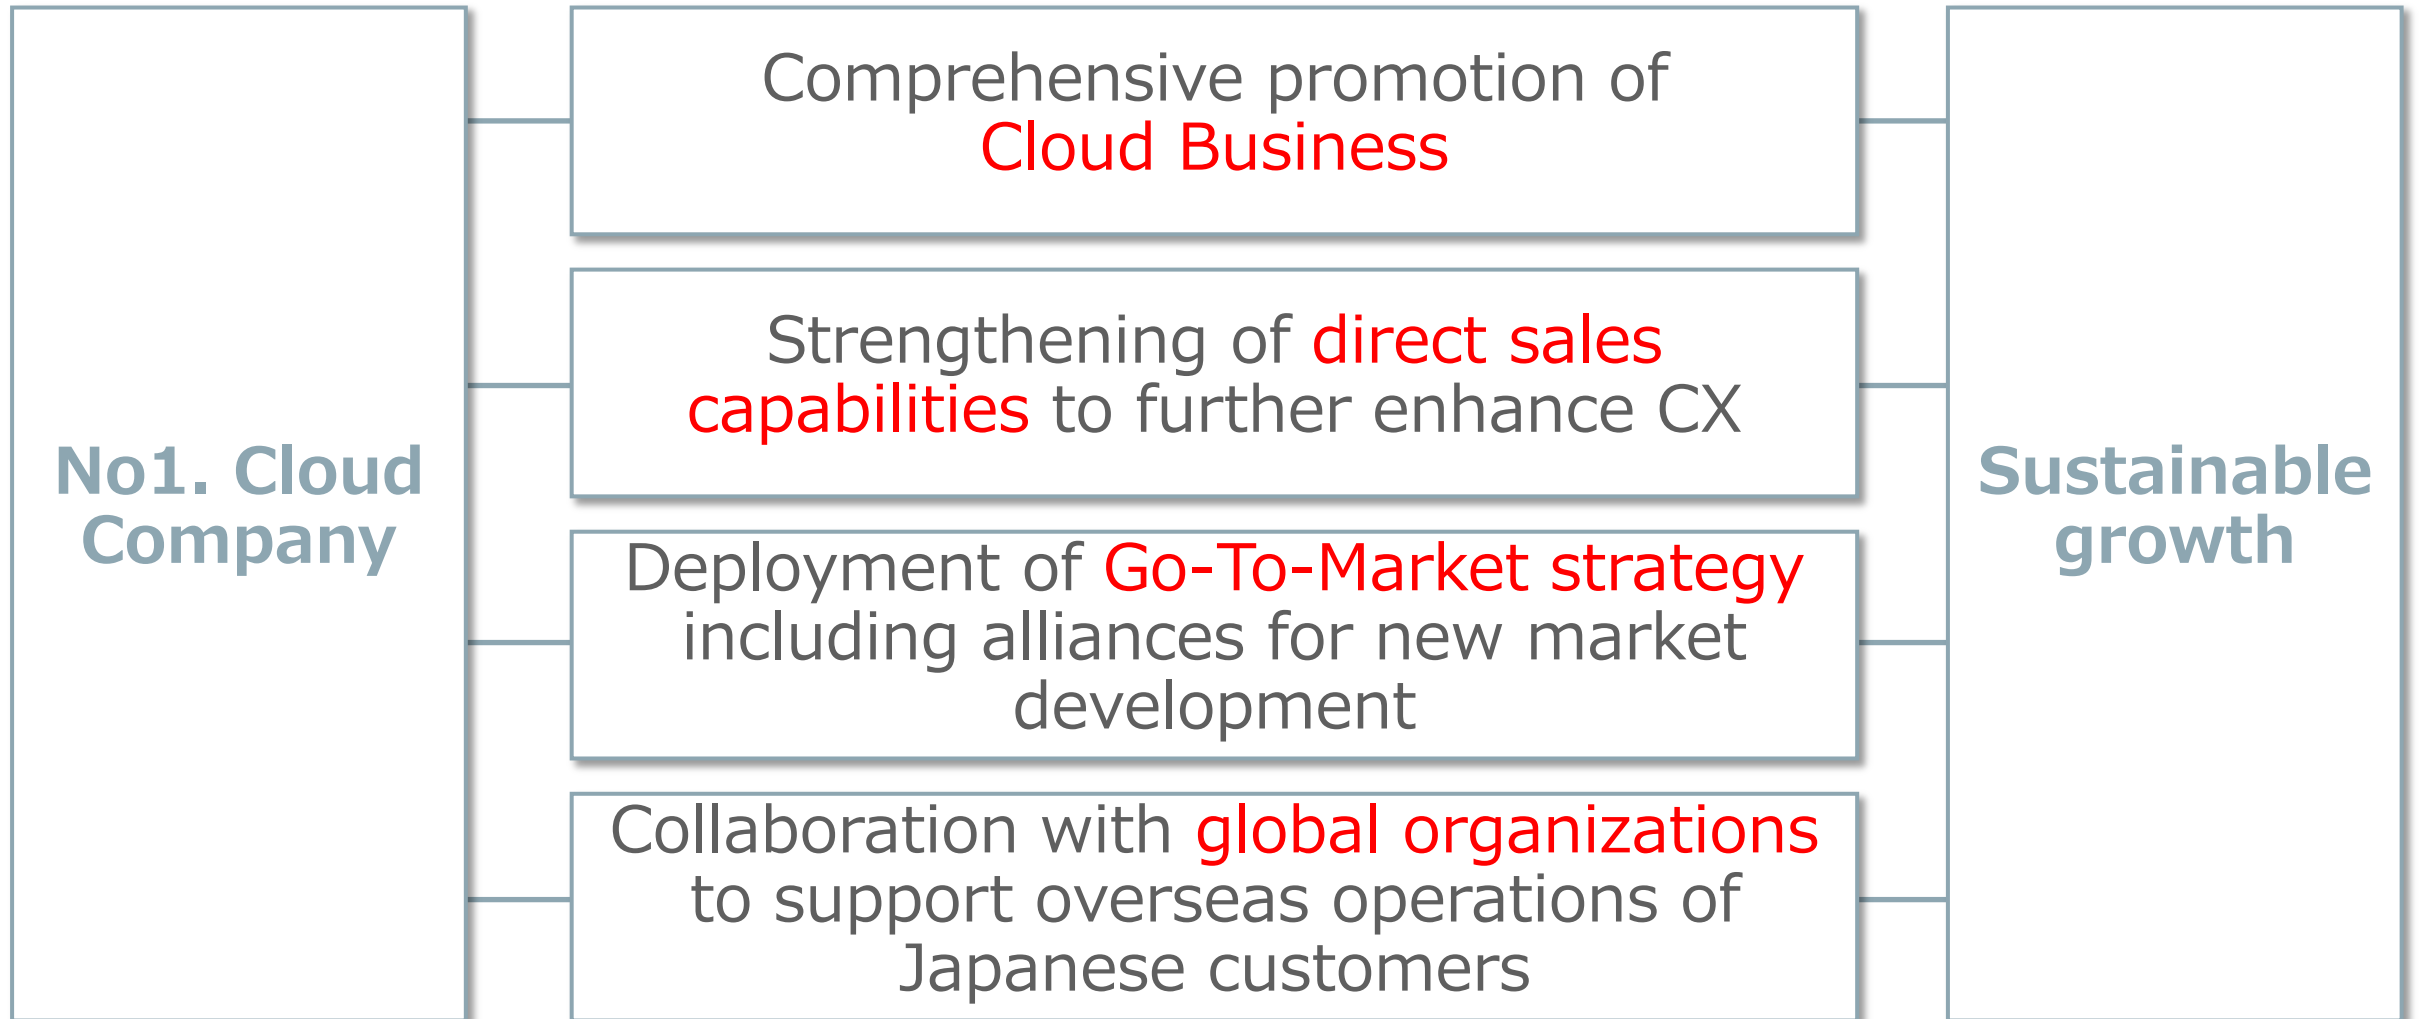 No1. Cloud
Company
Comprehensive promotion of
Cloud Business
Strengthening of direct sales
capabilities to further enhance CX
Deployment of Go-To-Market strategy
including alliances for new market
development
Collaboration with global organizations
to support overseas operations of
Japanese customers
Sustainable
growth